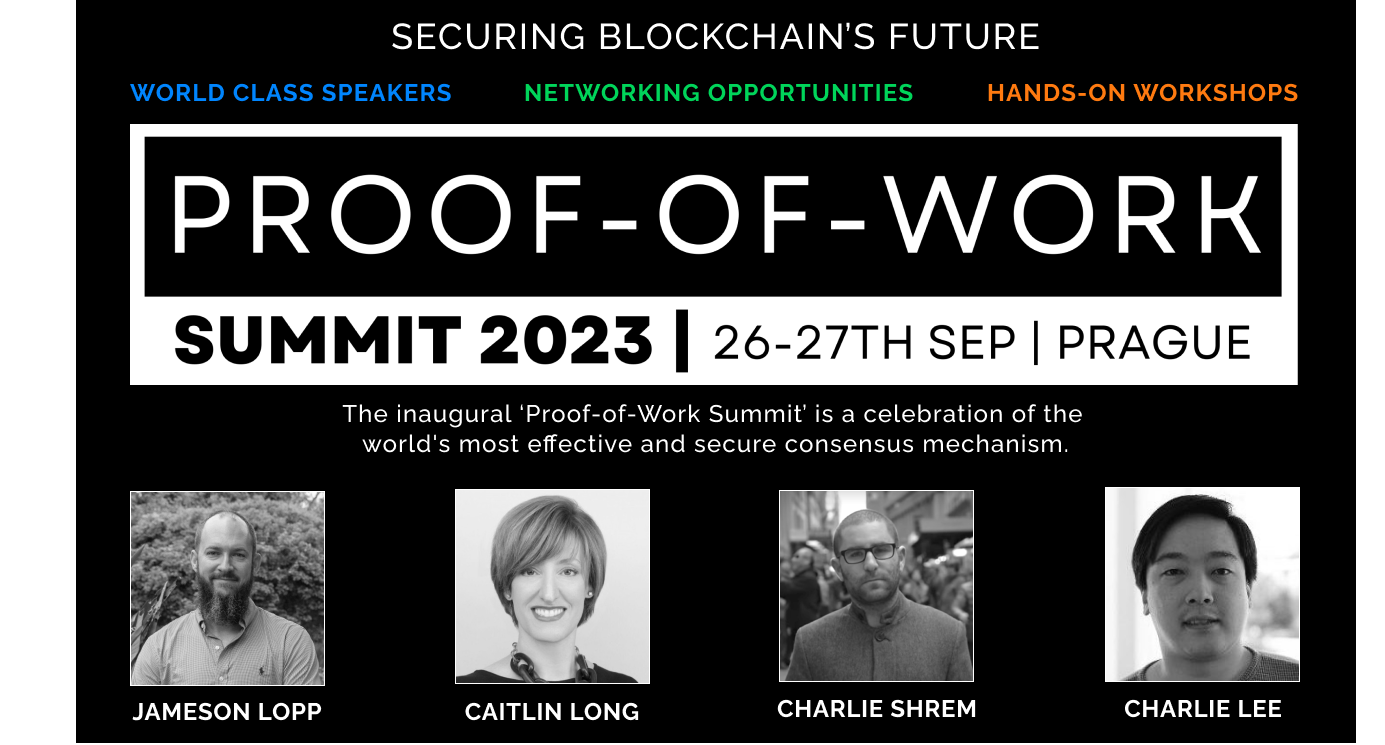 SECURING BLOCKCHAIN’S FUTURE
WORLD CLASS SPEAKERS
NETWORKING OPPORTUNITIES
HANDS-ON WORKSHOPS
PROOF-OF-WORK
SUMMIT 2023 | 26-27TH SEP | PRAGUE
The inaugural ‘Proof-of-Work Summit’ is a celebration of the
world's most effective and secure consensus mechanism.
JAMESON LOPP
CAITLIN LONG
CHARLIE SHREM
CHARLIE LEE